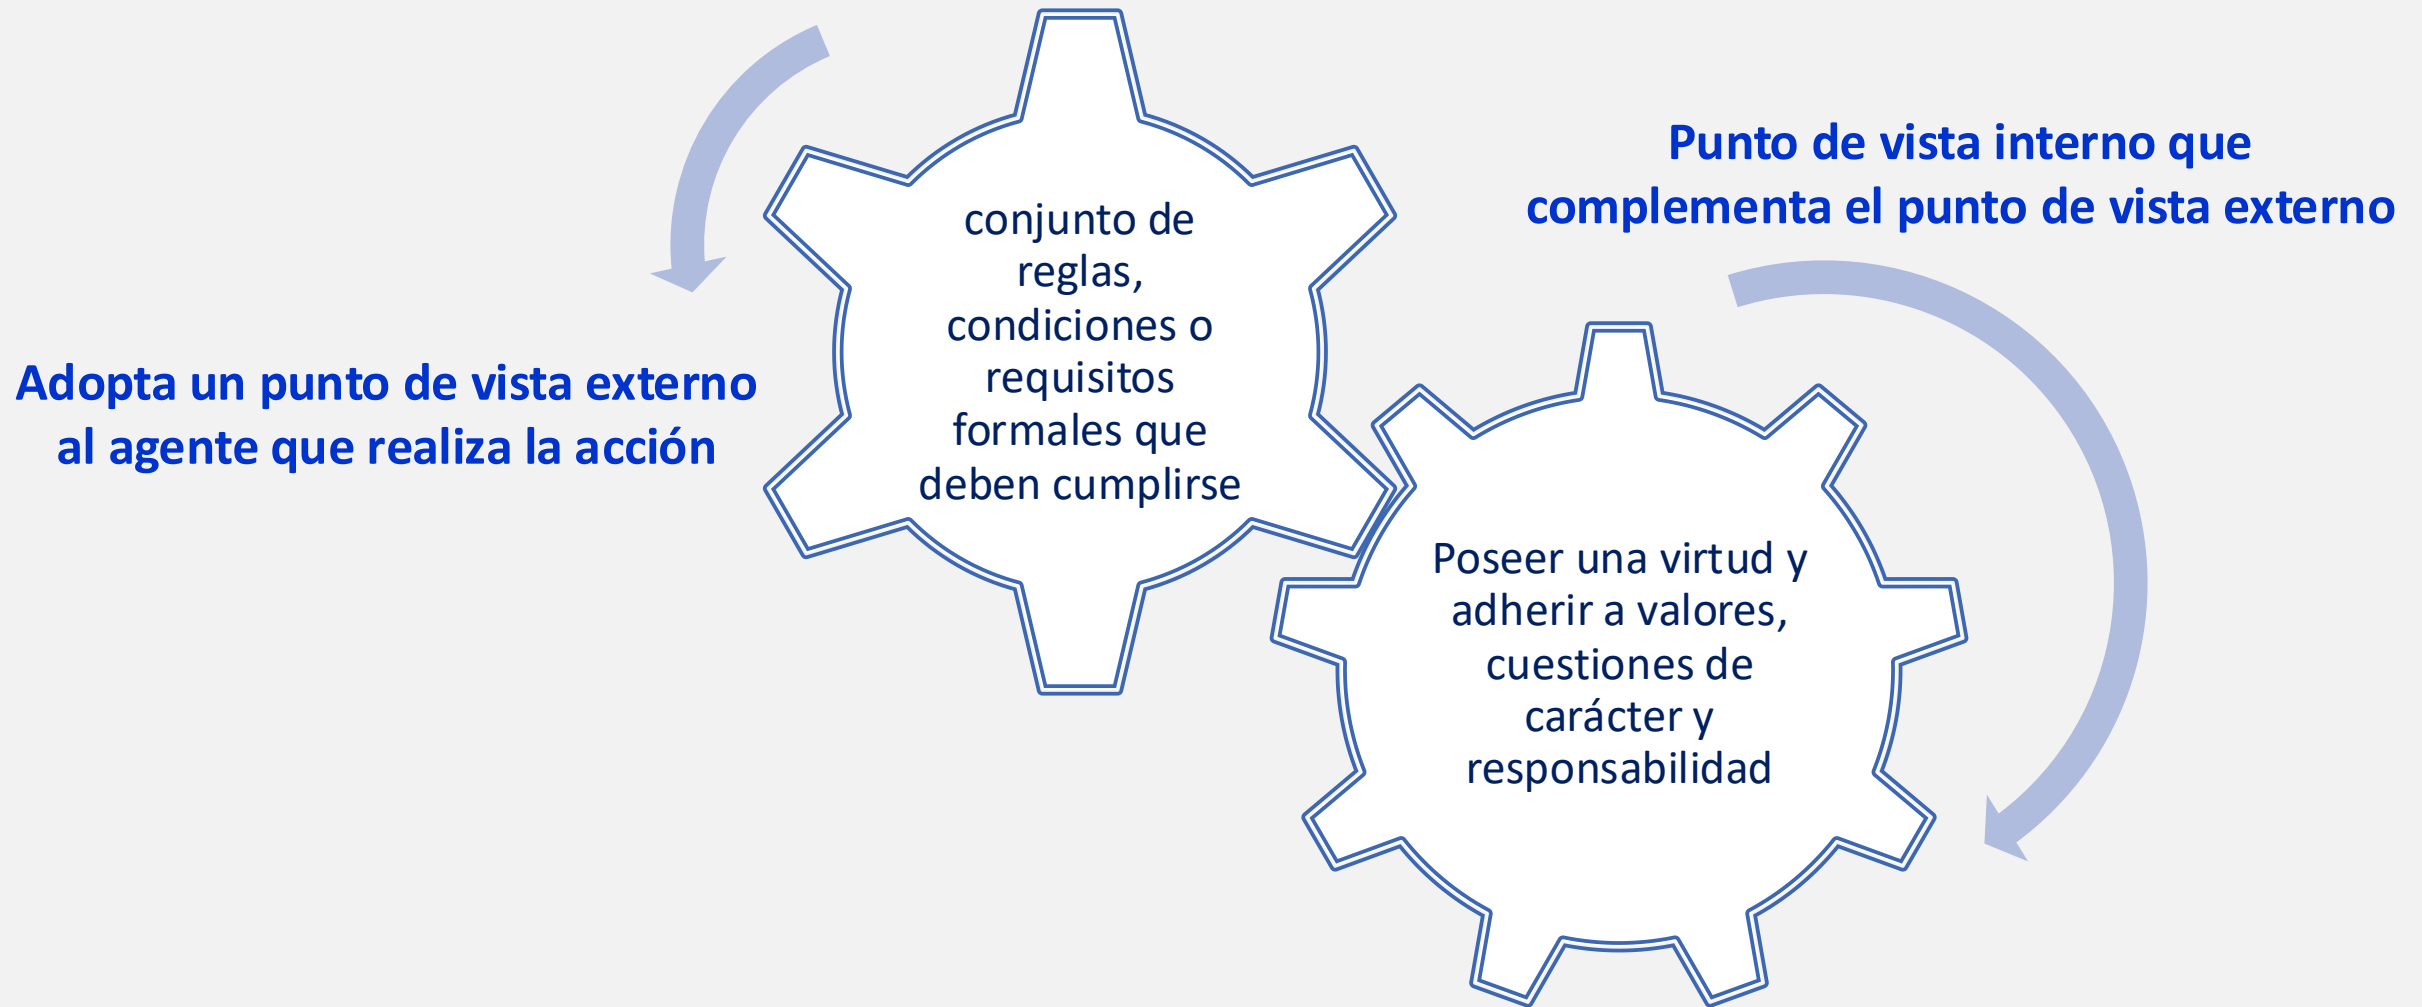 Adopta un punto de vista externo
al agente que realiza la acción
conjunto de
reglas,
condiciones o
requisitos
formales que
deben cumplirse
Punto de vista interno que
complementa el punto de vista externo
Poseer una virtud y
adherir a valores,
cuestiones de
carácter y
responsabilidad